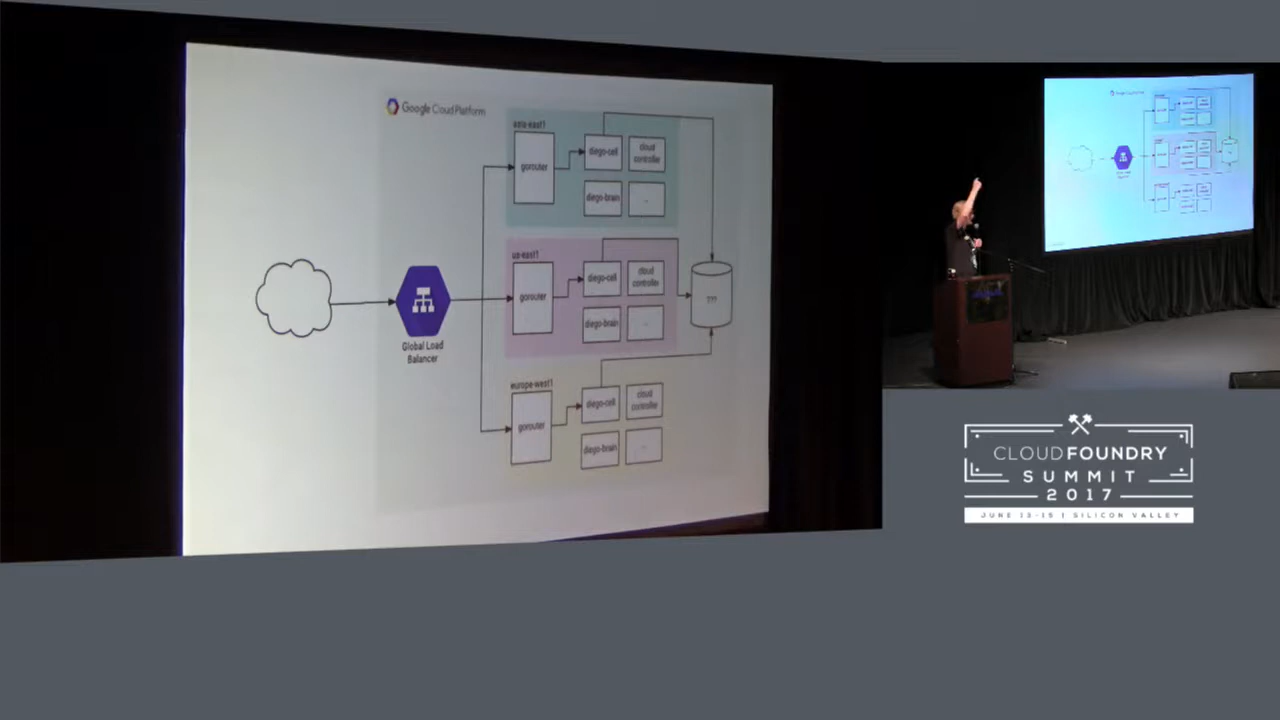 Google Cloud Platform
asia-east1
gorouter
diego-cell
cloud
controller
diego-brain
...
us-east1
gorouter
diego-cell
cloud
controller
diego-brain
...
???
Global Load
Balancer
europe-west1
gorouter
diego-cell
cloud
controller
diego-brain
...
CLOUDFOUNDRY
SUMMIT
2017
JUNE 13-15 | SILICON VALLEY